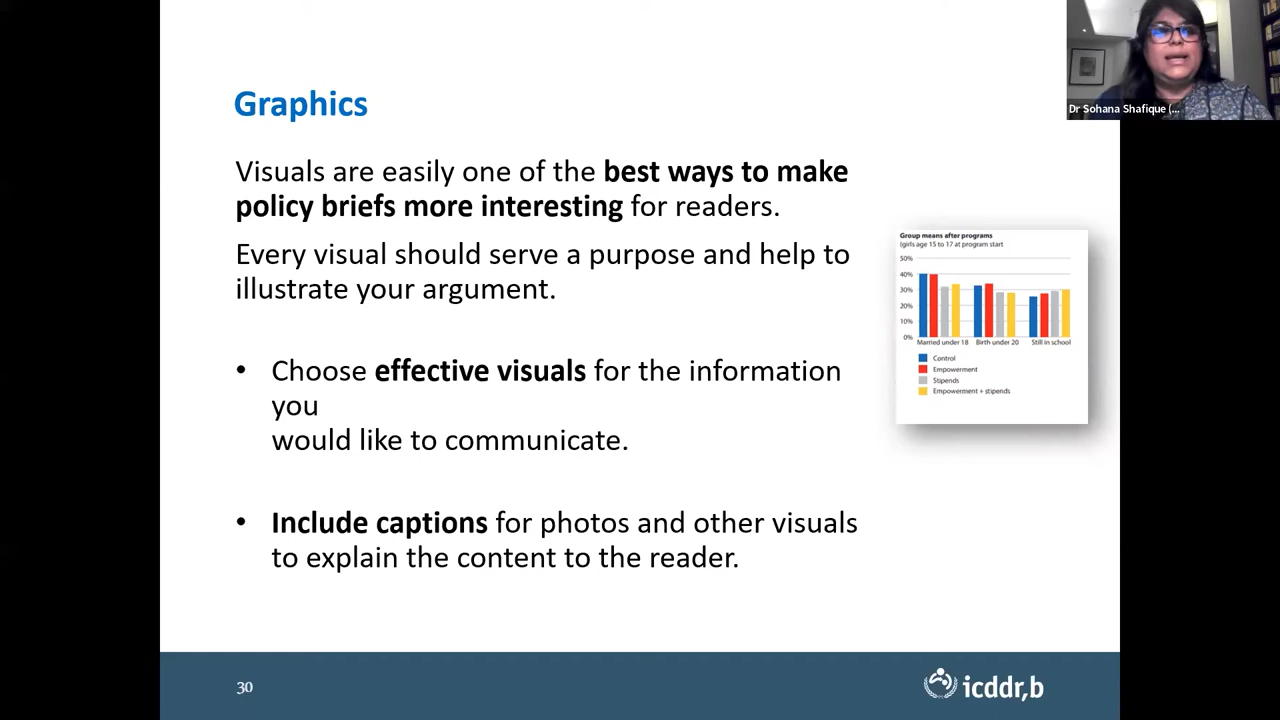 Graphics
Visuals are easily one of the best ways to make
policy briefs more interesting for readers.
Every visual should serve a purpose and help to
illustrate your argument.
• Choose effective visuals for the information
you
would like to communicate.
• Include captions for photos and other visuals
to explain the content to the reader.
Group means after programs
(girls age 15 to 17 at program start
50%
40%
30%
20%
10%
0%
Married under 18 Birth under 20 Still in school
Control
Empowerment
Stipends
Empowerment + stipends
Dr Sohana Shafique (...
30
icddr,b